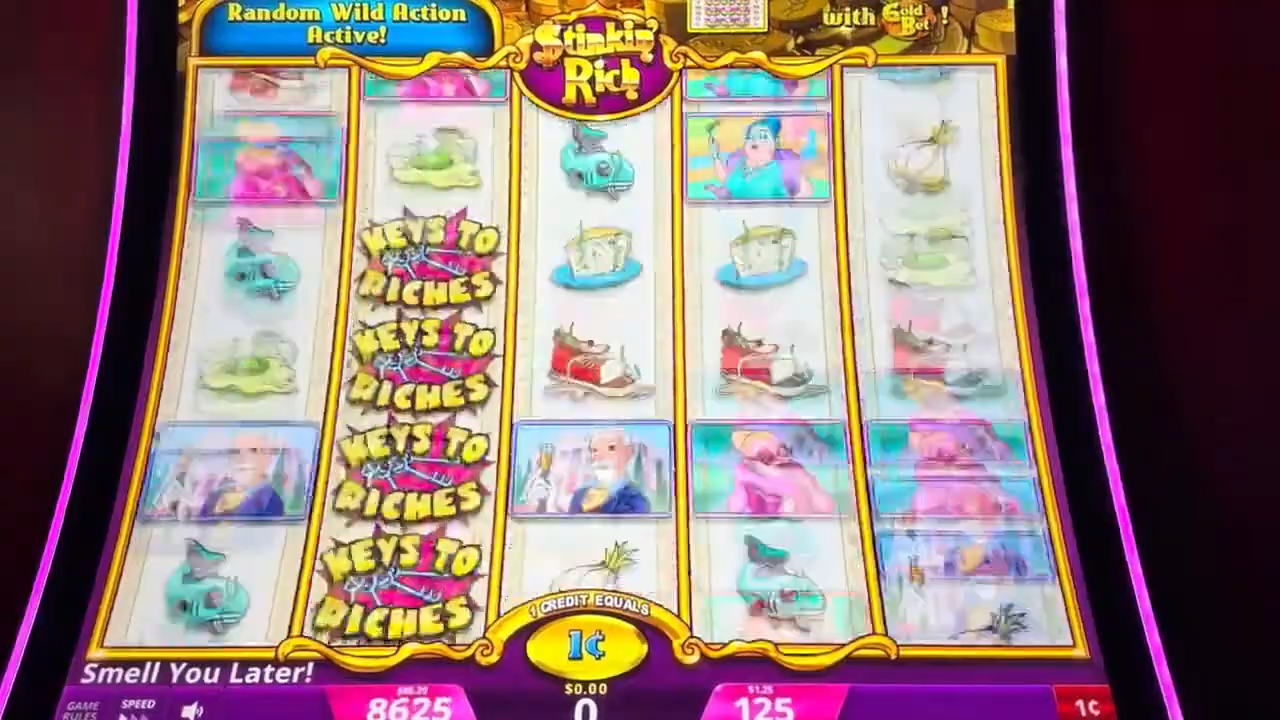 Random Wild Action
Active!
with Gold
Bet !
Stinkin'
Rich
KEYS TO
RICHES
KEYS TO
RICHES
KEYS TO
RICHES
KEYS TO
RICHES
1 CREDIT EQUALS
1¢
Smell You Later!
GAME
RULES
SPEED
8625
$0.00
0
$1.25
125
1¢